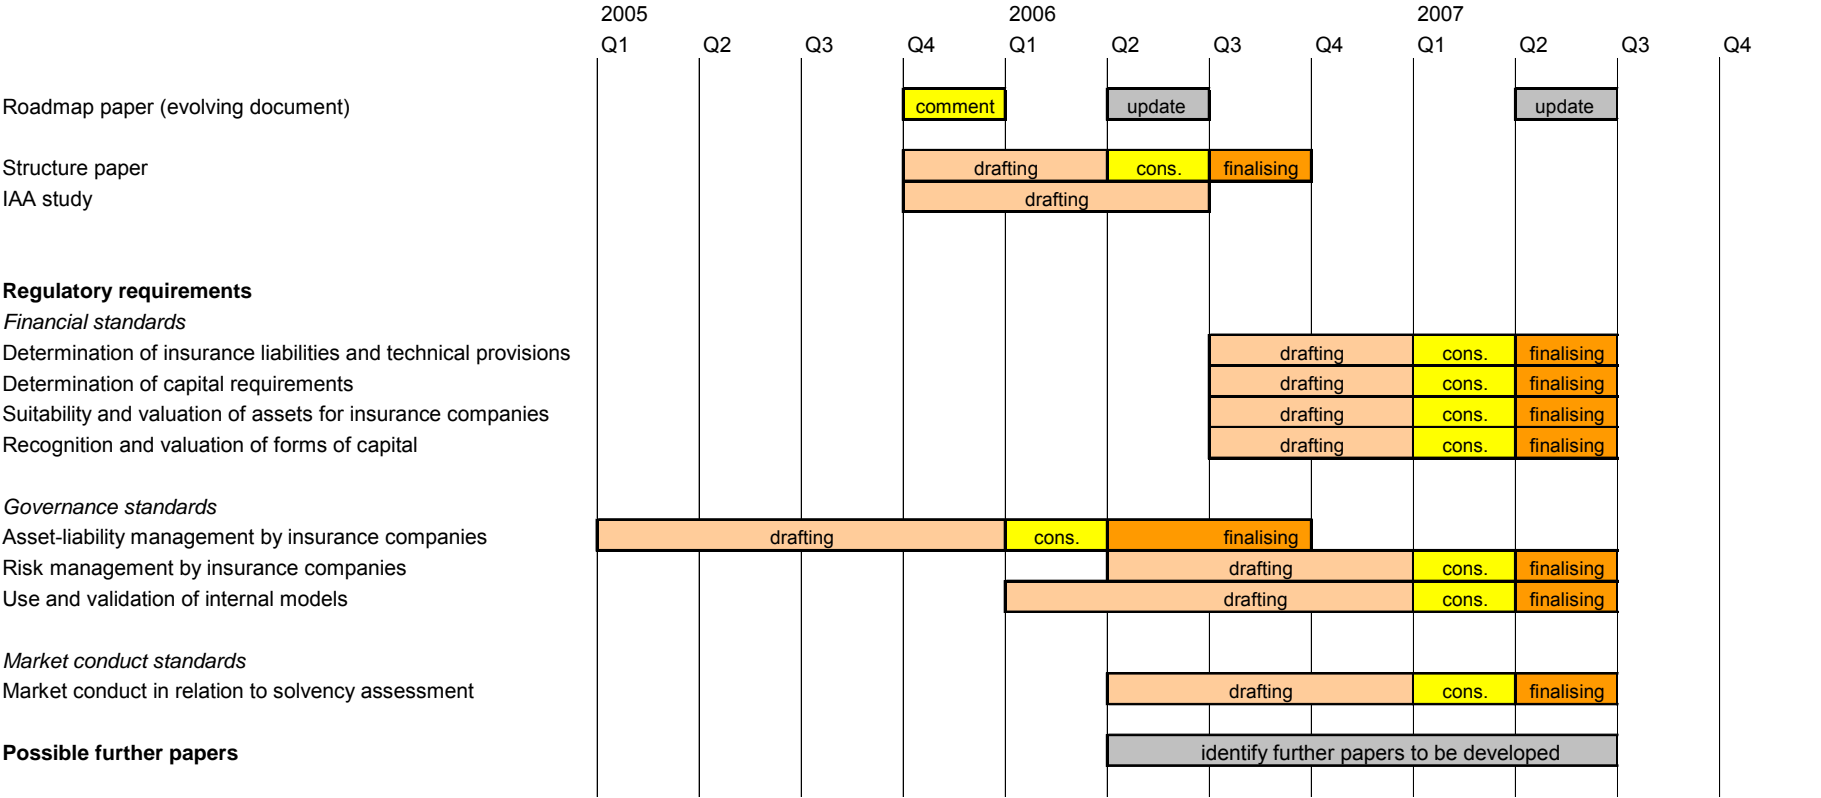 2005 2006 2007
Q1 Q2 Q3 Q4 Q1 Q2 Q3 Q4 Q1 Q2 Q3 Q4
Roadmap paper (evolving document) comment update update
Structure paper drafting cons. finalising
IAA study drafting
Regulatory requirements
Financial standards
Determination of insurance liabilities and technical provisions drafting cons. finalising
Determination of capital requirements drafting cons. finalising
Suitability and valuation of assets for insurance companies drafting cons. finalising
Recognition and valuation of forms of capital drafting cons. finalising
Governance standards
Asset-liability management by insurance companies drafting cons. finalising
Risk management by insurance companies drafting cons. finalising
Use and validation of internal models drafting cons. finalising
Market conduct standards
Market conduct in relation to solvency assessment drafting cons. finalising
Possible further papers identify further papers to be developed